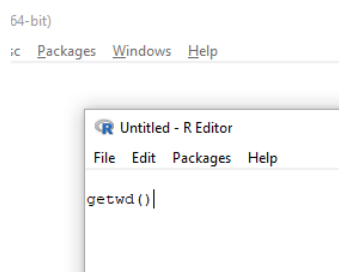 64-bit)
Packages Windows Help
Untitled - R Editor
File Edit Packages Help
getwd()